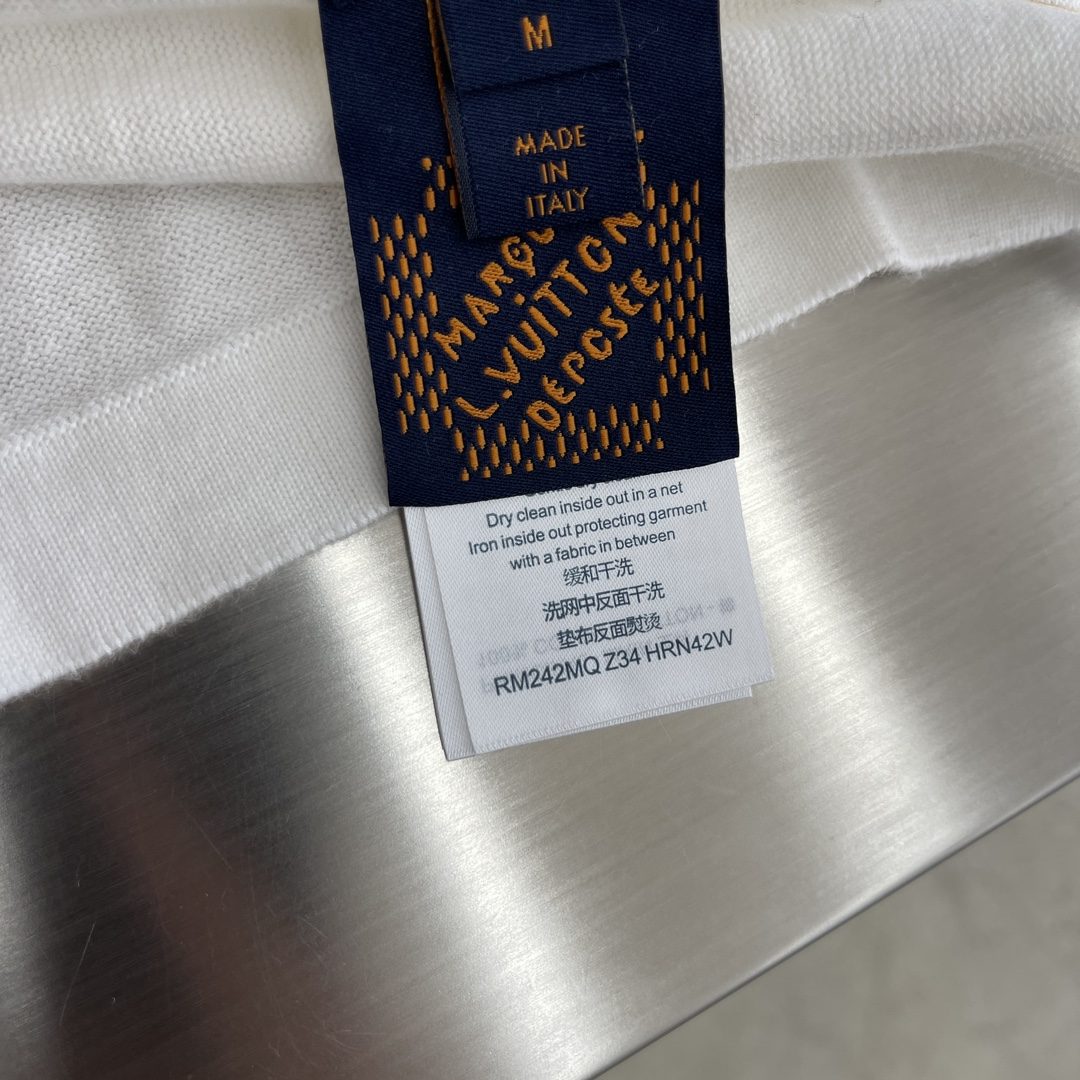 M
MADE
IN
ITALY
MARQU
L.VUITTON
DÉPOSÉE
Dry clean inside out in a net
Iron inside out protecting garment
with a fabric in between
缓和干洗
洗网中反面干洗
垫布反面熨烫
RM242MQ Z34 HRN42W